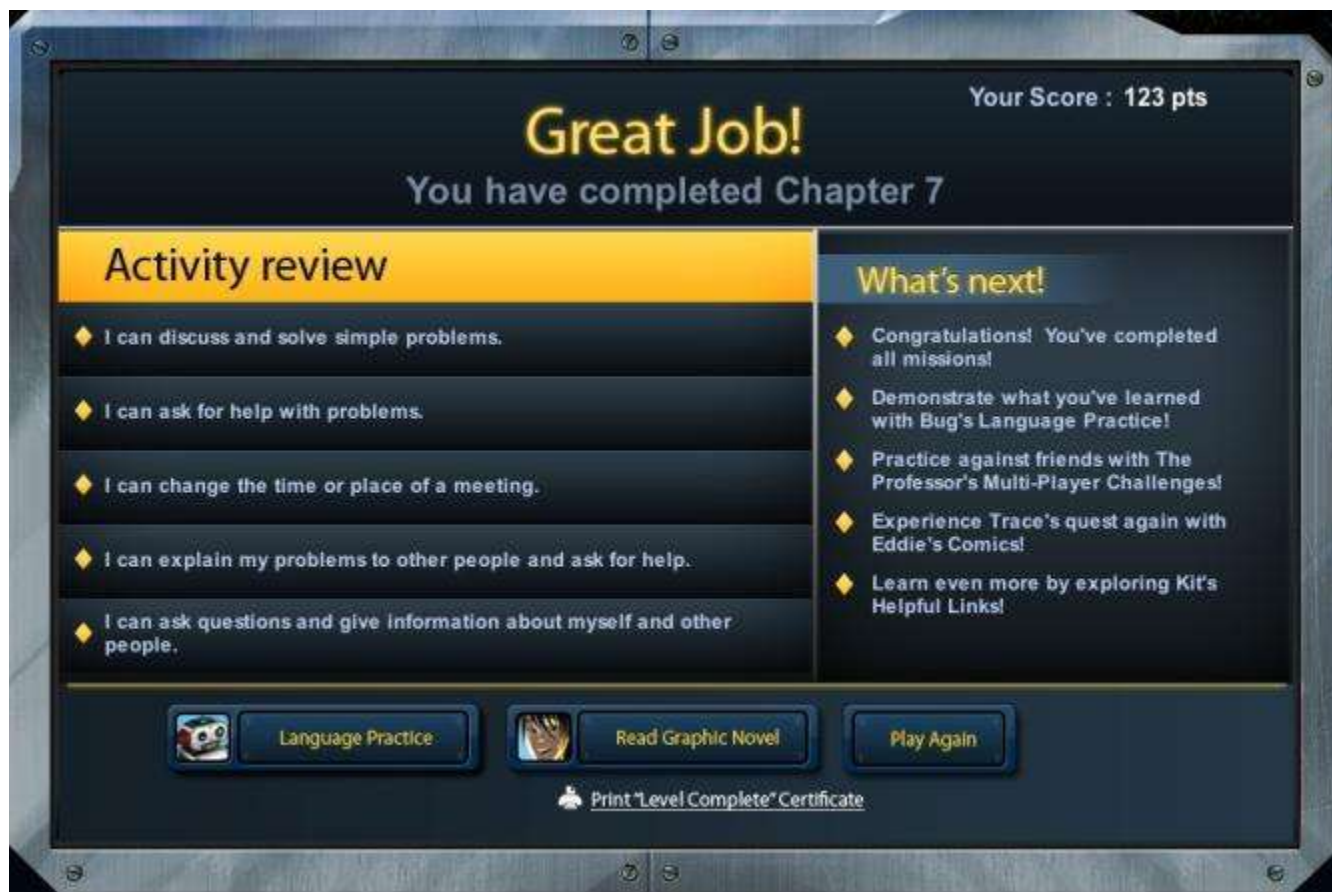 Your Score : 123 pts
Great Job!
You have completed Chapter 7
Activity review
I can discuss and solve simple problems.
I can ask for help with problems.
I can change the time or place of a meeting.
I can explain my problems to other people and ask for help.
I can ask questions and give information about myself and other
people.
What's next!
Congratulations! You've completed
all missions!
Demonstrate what you've learned
with Bug's Language Practice!
Practice against friends with The
Professor's Multi-Player Challenges!
Experience Trace's quest again with
Eddie's Comics!
Learn even more by exploring Kit's
Helpful Links!
Language Practice
Read Graphic Novel
Play Again
Print "Level Complete" Certificate